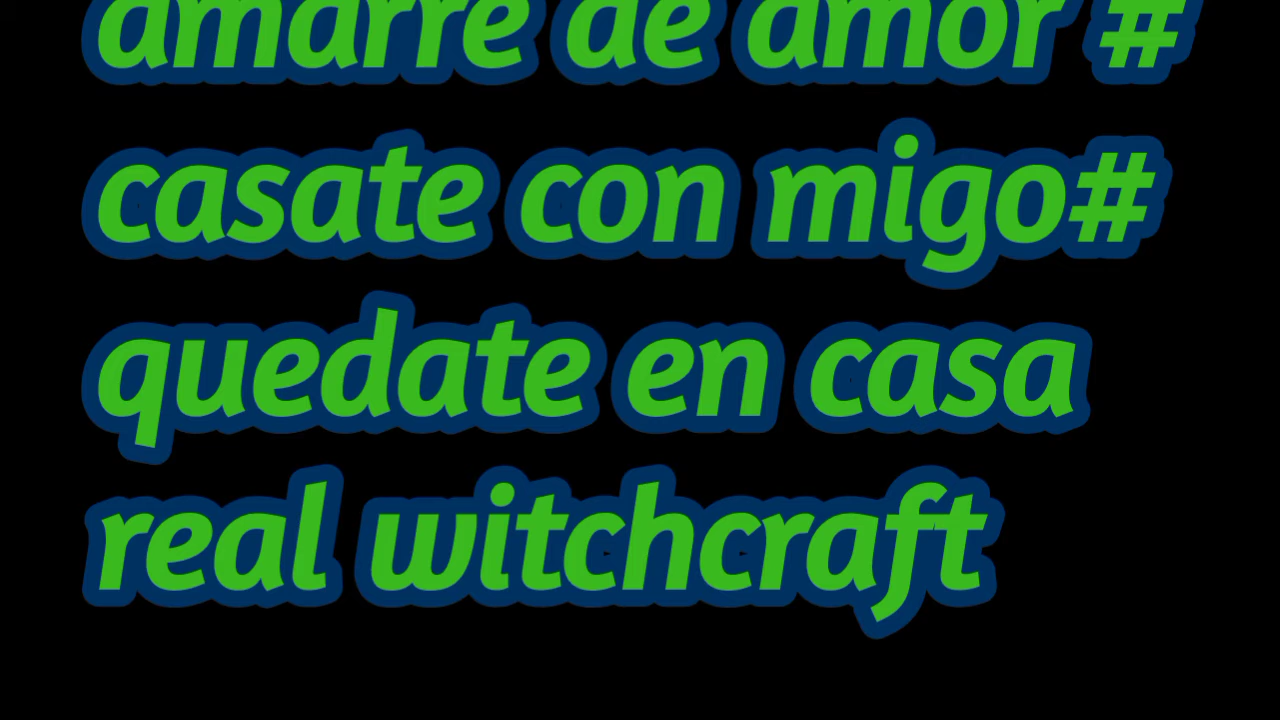 amarre de amor #
casate con migo#
quedate en casa
real witchcraft